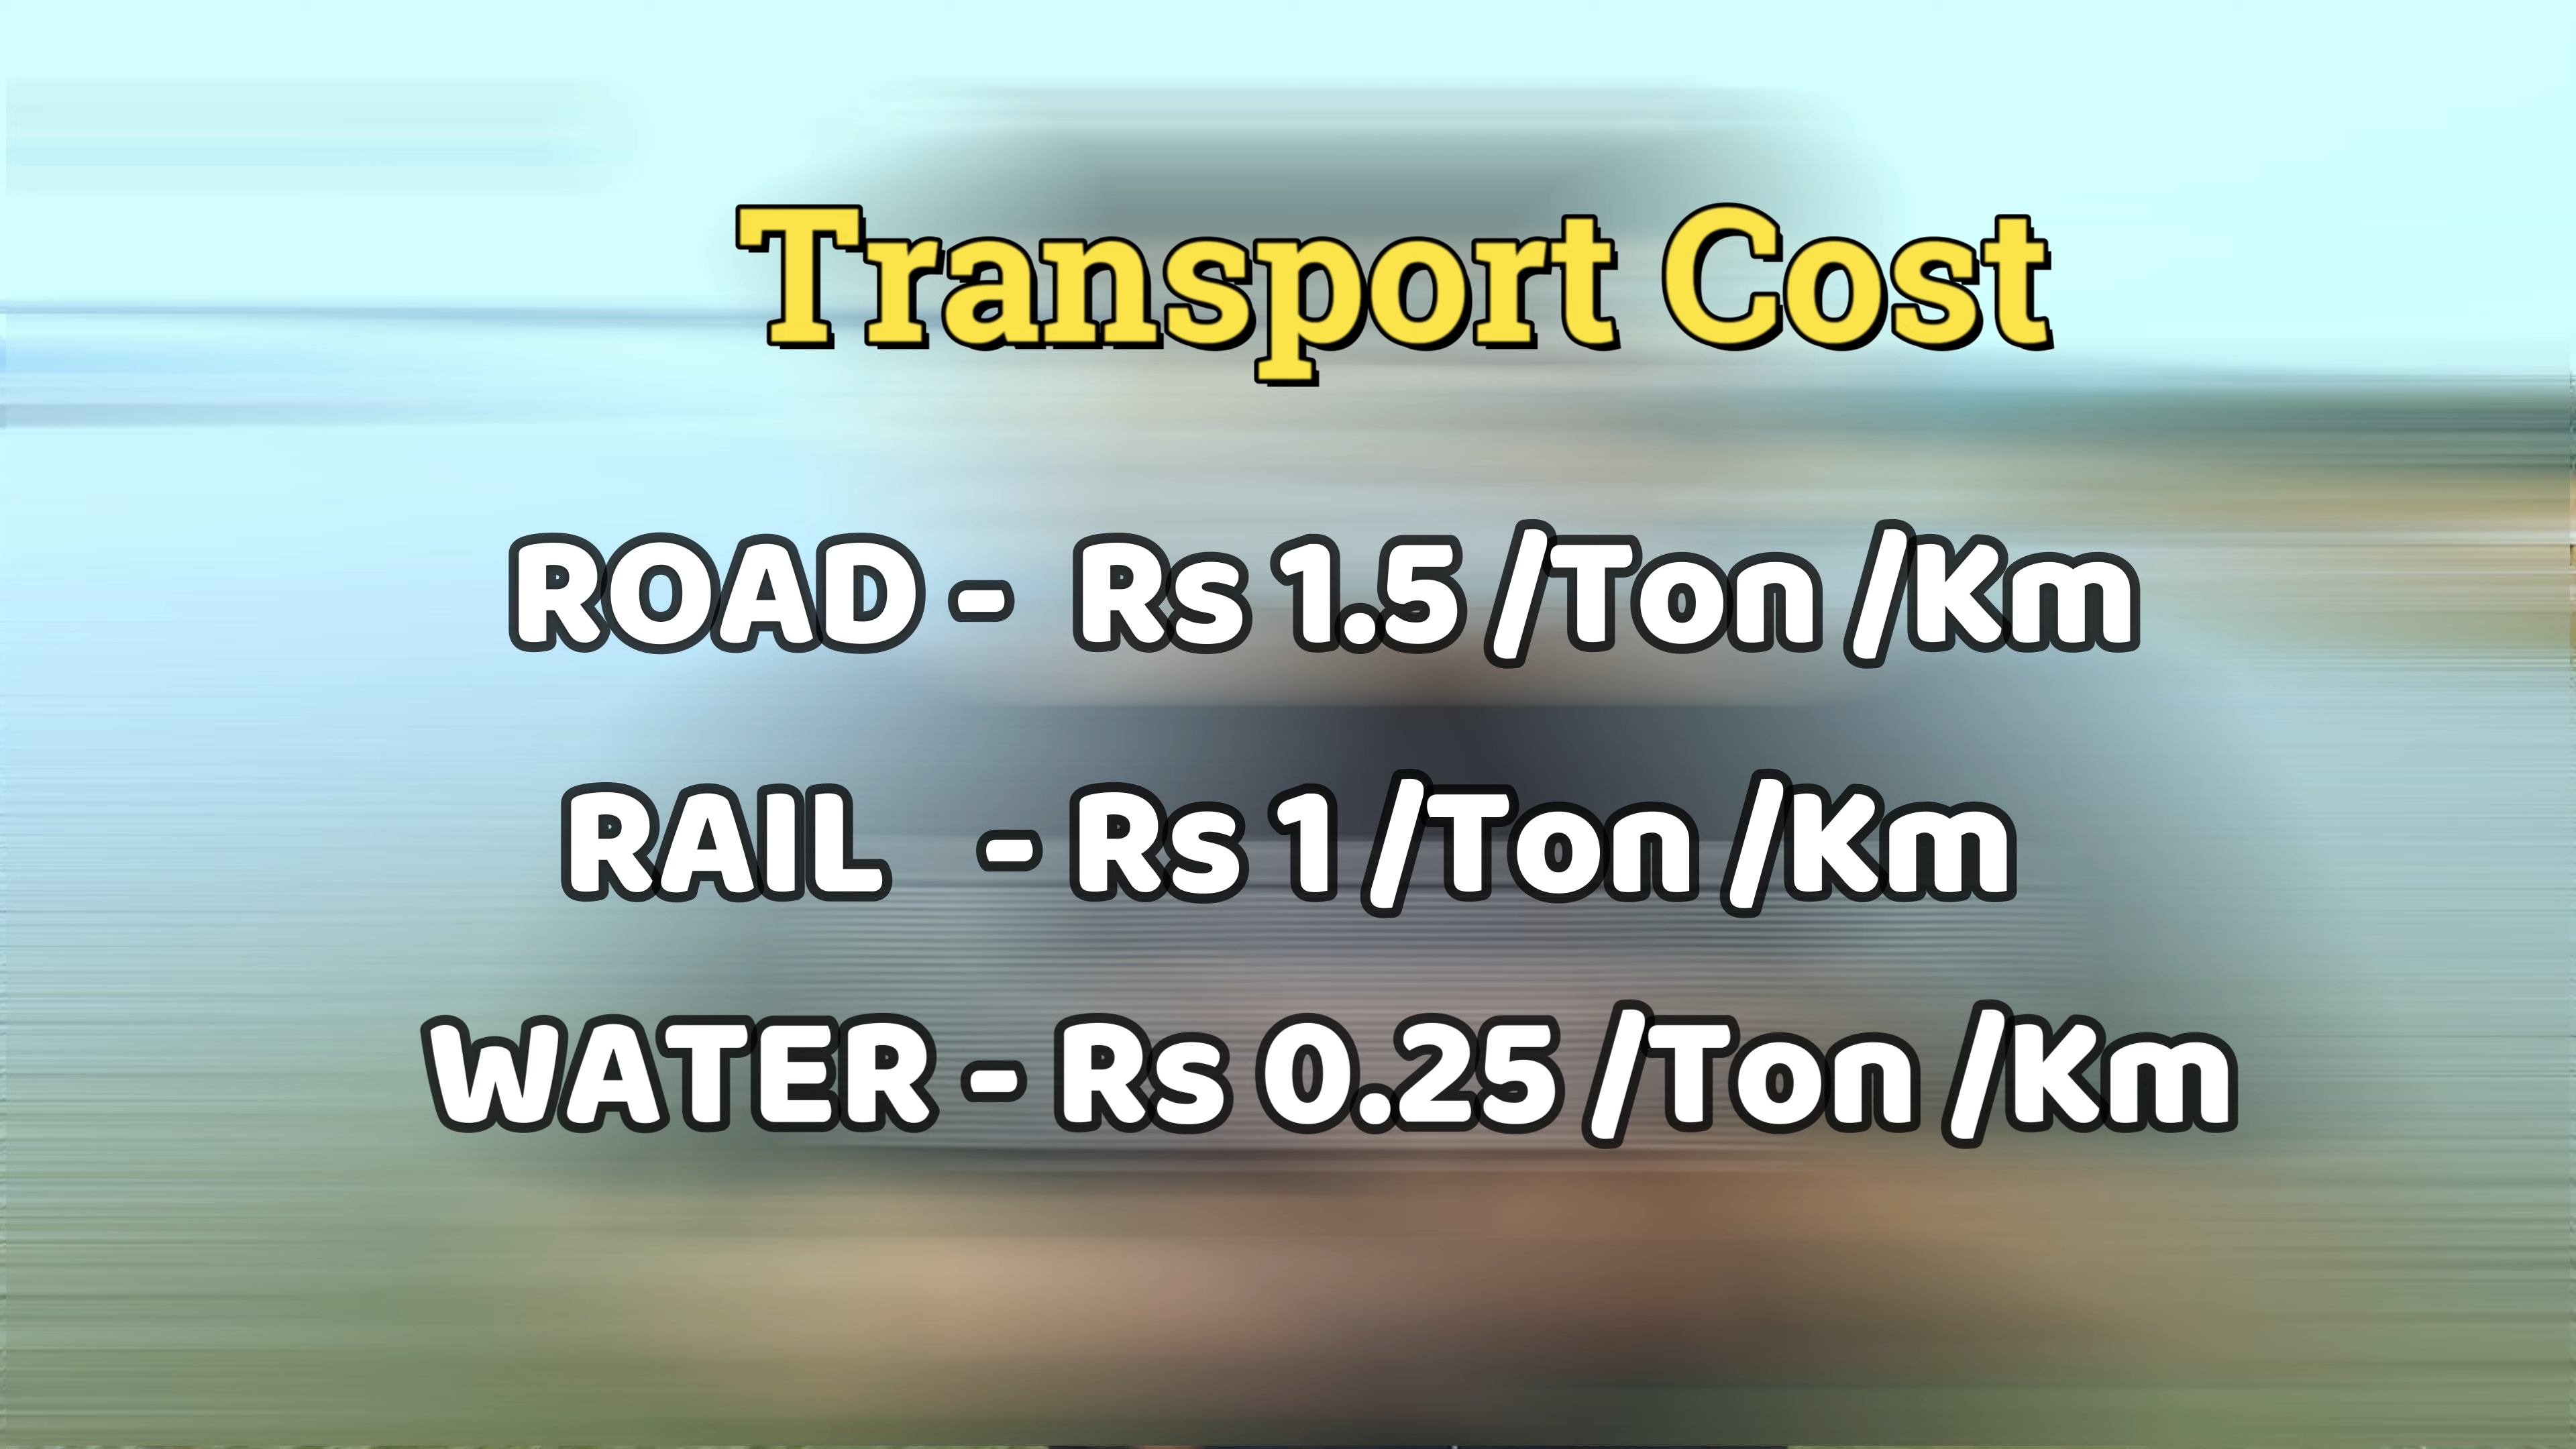 Transport Cost
ROAD - Rs 1.5 /Ton /Km
RAIL - Rs 1 /Ton /Km
WATER - Rs 0.25 /Ton /Km